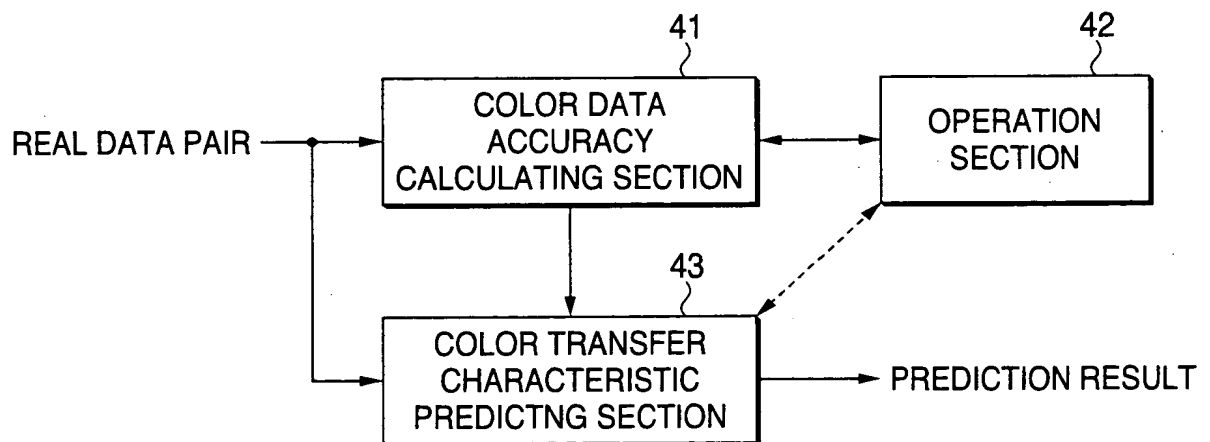 41
42
COLOR DATA
ACCURACY
CALCULATING SECTION
OPERATION
SECTION
REAL DATA PAIR
43
COLOR TRANSFER
CHARACTERISTIC
PREDICTNG SECTION
PREDICTION RESULT